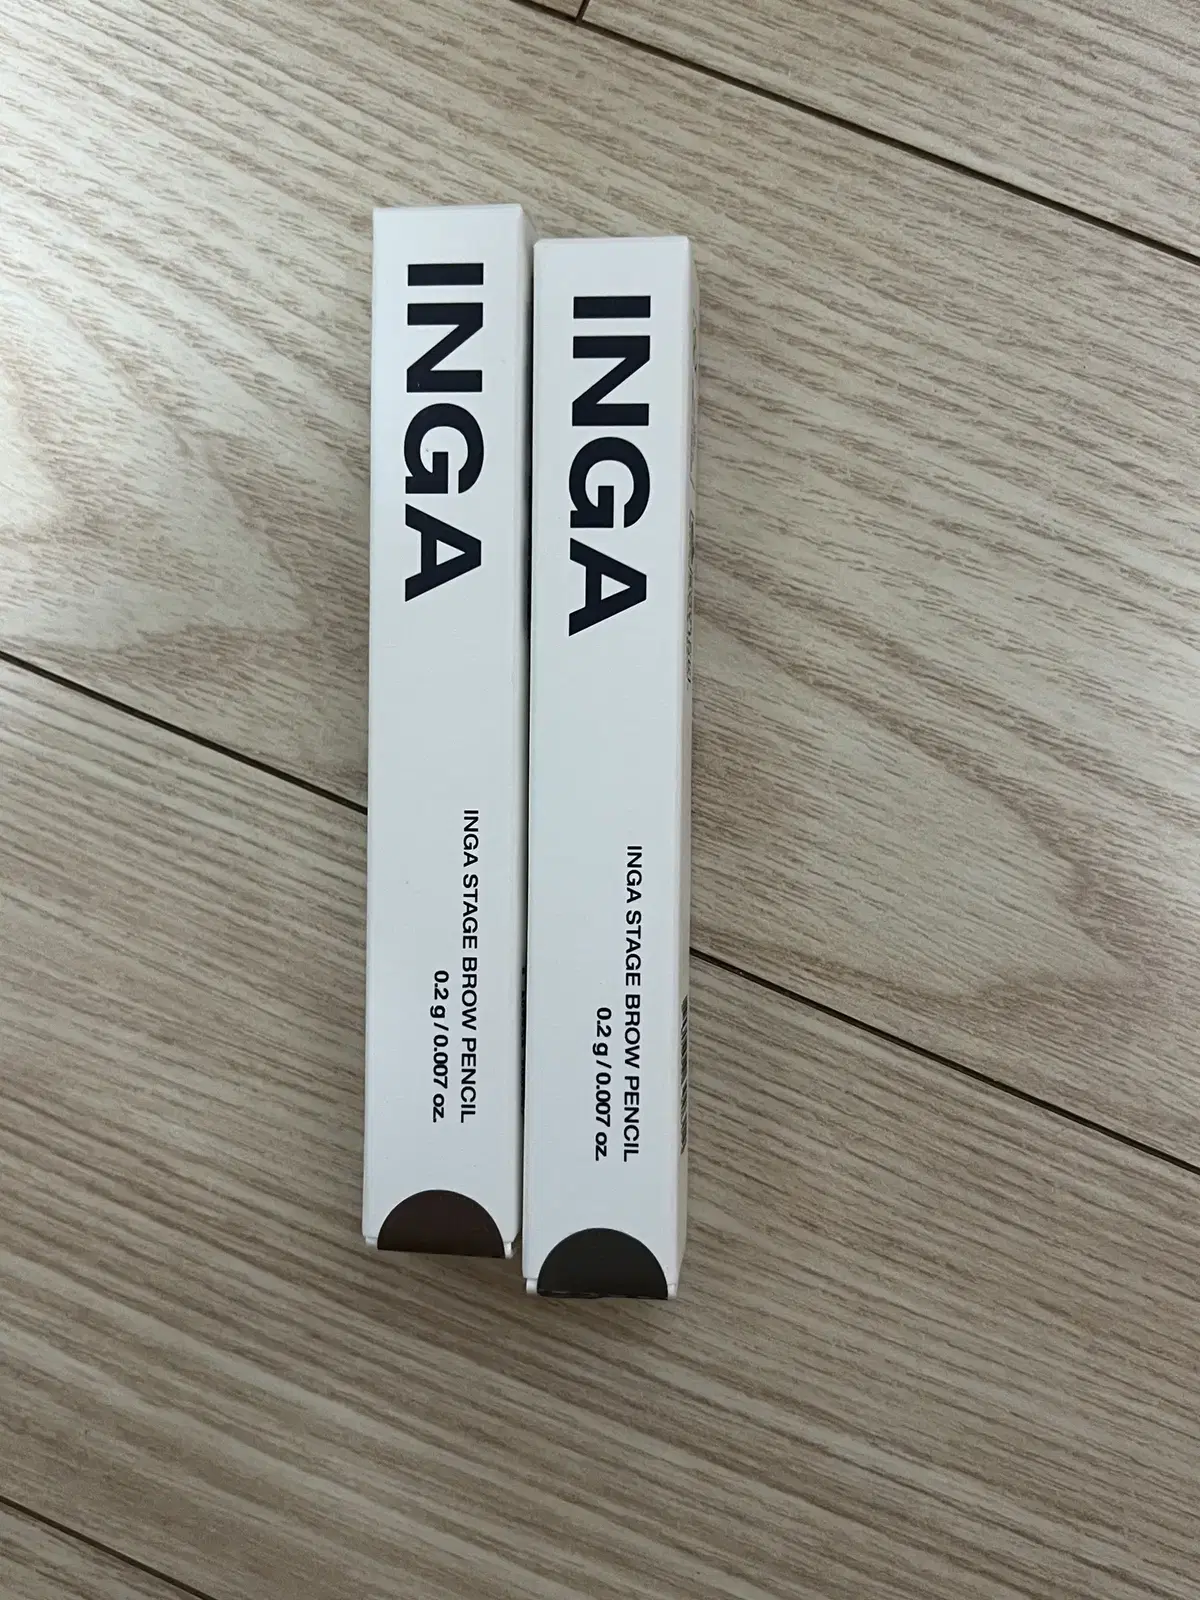 INGA
INGA STAGE BROW PENCIL
0.2 g / 0.007 oz.
INGA
INGA STAGE BROW PENCIL
0.2 g / 0.007 oz.